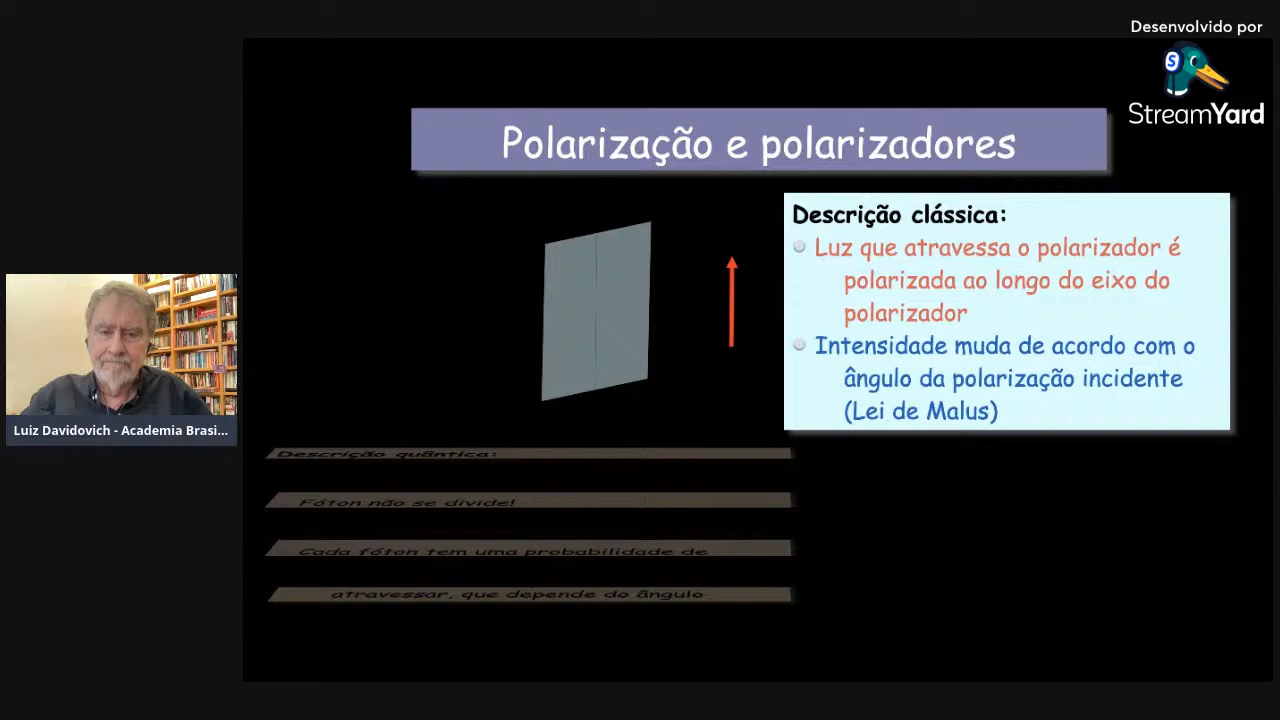 Desenvolvido por
StreamYard
Polarização e polarizadores
Descrição clássica:
Luz que atravessa o polarizador é
polarizada ao longo do eixo do
polarizador
Intensidade muda de acordo com o
ângulo da polarização incidente
(Lei de Malus)
Luiz Davidovich - Academia Brasi...
Descrição quântica:
Fóton não se divide!
Cada fóton tem uma probabilidade de
atravessar, que depende do ângulo